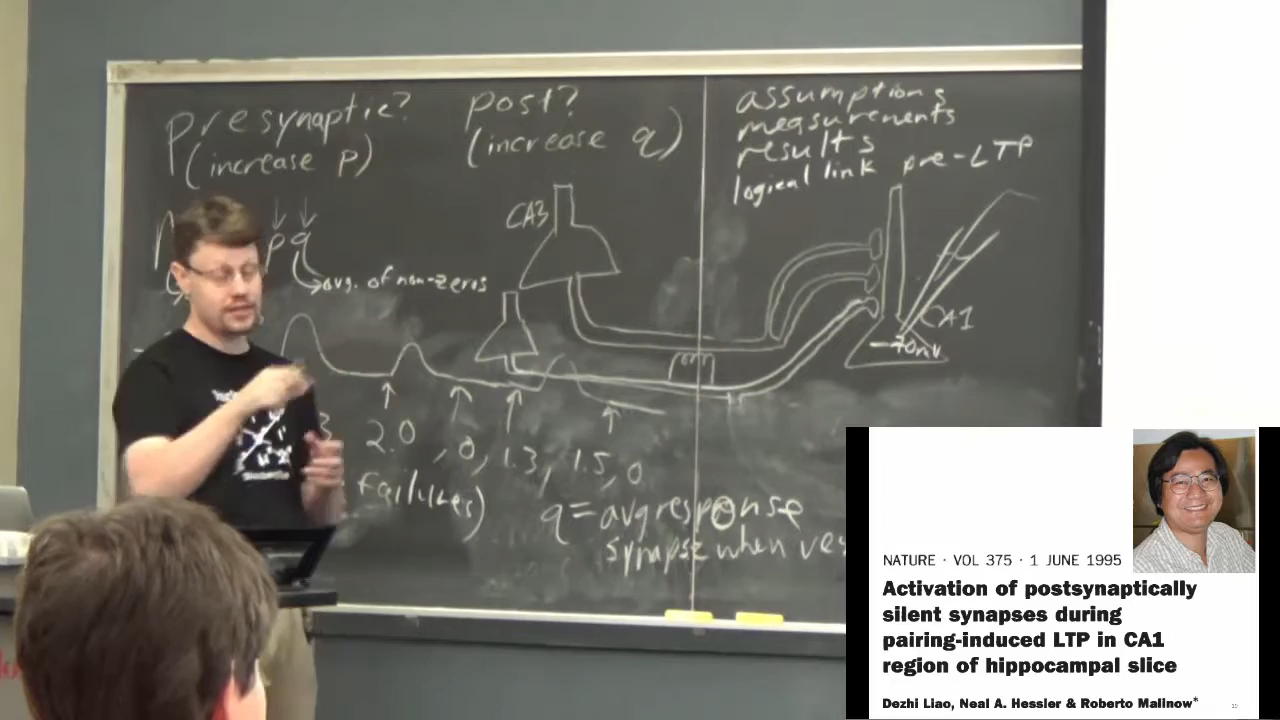 presynaptic?
(increase p)
post?
(increase q)
assumptions
measurements
results
logical link pre-LTP
p q
avg. of non-zeros
CA3
CA1
-70mV
3 2.0, 0, 1.3, 1.5, 0
failures)
q = avg response
synapse when
NATURE · VOL 375 · 1 JUNE 1995
Activation of postsynaptically
silent synapses during
pairing-induced LTP in CA1
region of hippocampal slice
Dezhi Liao, Neal A. Hessler & Roberto Malinow*
19